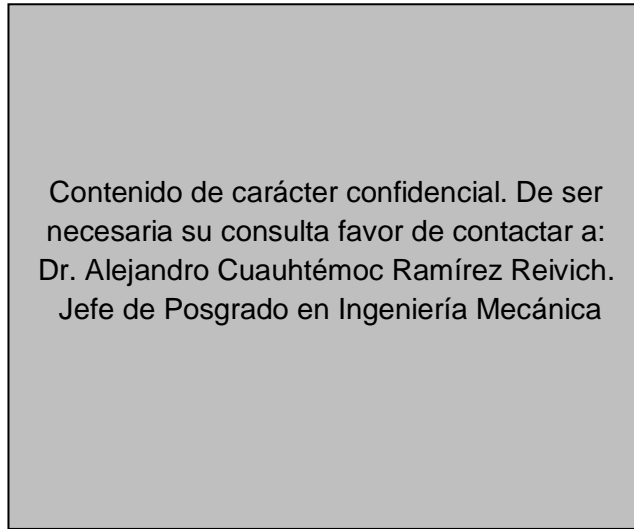 Contenido de carácter confidencial. De ser
necesaria su consulta favor de contactar a:
Dr. Alejandro Cuauhtémoc Ramírez Reivich.
Jefe de Posgrado en Ingeniería Mecánica